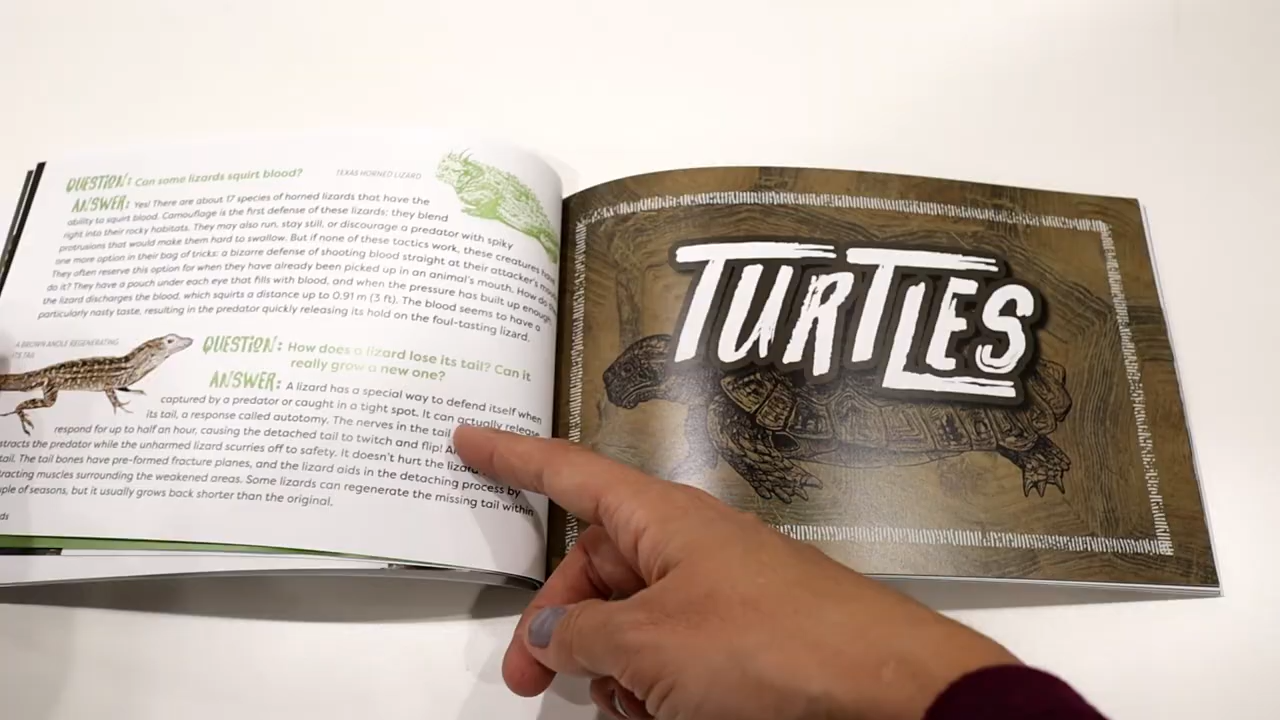 QUESTION: Can some lizards squirt blood?
TEXAS HORNED LIZARD
ANSWER: Yes! There are about 17 species of horned lizards that have the
ability to squirt blood. Camouflage is the first defense of these lizards; they blend
right into their rocky habitats. They may also run, stay still, or discourage a predator with spiky
protrusions that would make them hard to swallow. But if none of these tactics work, these creatures have
one more option in their bag of tricks: a bizarre defense of shooting blood straight at their attacker's
They often reserve this option for when they have already been picked up in an animal's mouth. How do
do it? They have a pouch under each eye that fills with blood, and when the pressure has built up enough,
the lizard discharges the blood, which squirts a distance up to 0.91 m (3 ft). The blood seems to have a
particularly nasty taste, resulting in the predator quickly releasing its hold on the foul-tasting lizard.
A BROWN ANOLE REGENERATING
ITS TAIL
QUESTION: How does a lizard lose its tail? Can it
really grow a new one?
ANSWER: A lizard has a special way to defend itself when
captured by a predator or caught in a tight spot. It can actually release
its tail, a response called autotomy. The nerves in the tail
respond for up to half an hour, causing the detached tail to twitch and flip!
stracts the predator while the unharmed lizard scurries off to safety. It doesn't hurt the lizard
tail. The tail bones have pre-formed fracture planes, and the lizard aids in the detaching process by
racting muscles surrounding the weakened areas. Some lizards can regenerate the missing tail within
ple of seasons, but it usually grows back shorter than the original.
ds
TURTLES